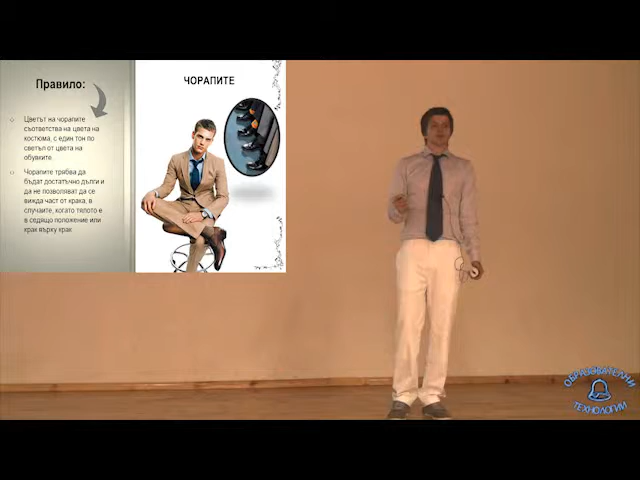 Правило:
Цветът на чорапите
съответства на цвета на
костюма, с един тон по
светъл от цвета на
обувките.
Чорапите трябва да
бъдат достатъчно дълги и
да не позволяват да се
вижда част от крака, в
случаите, когато тялото е
в седящо положение или
крак върху крак
ЧОРАПИТЕ
ОБРАЗОВАТЕЛНИ
ТЕХНОЛОГИИ